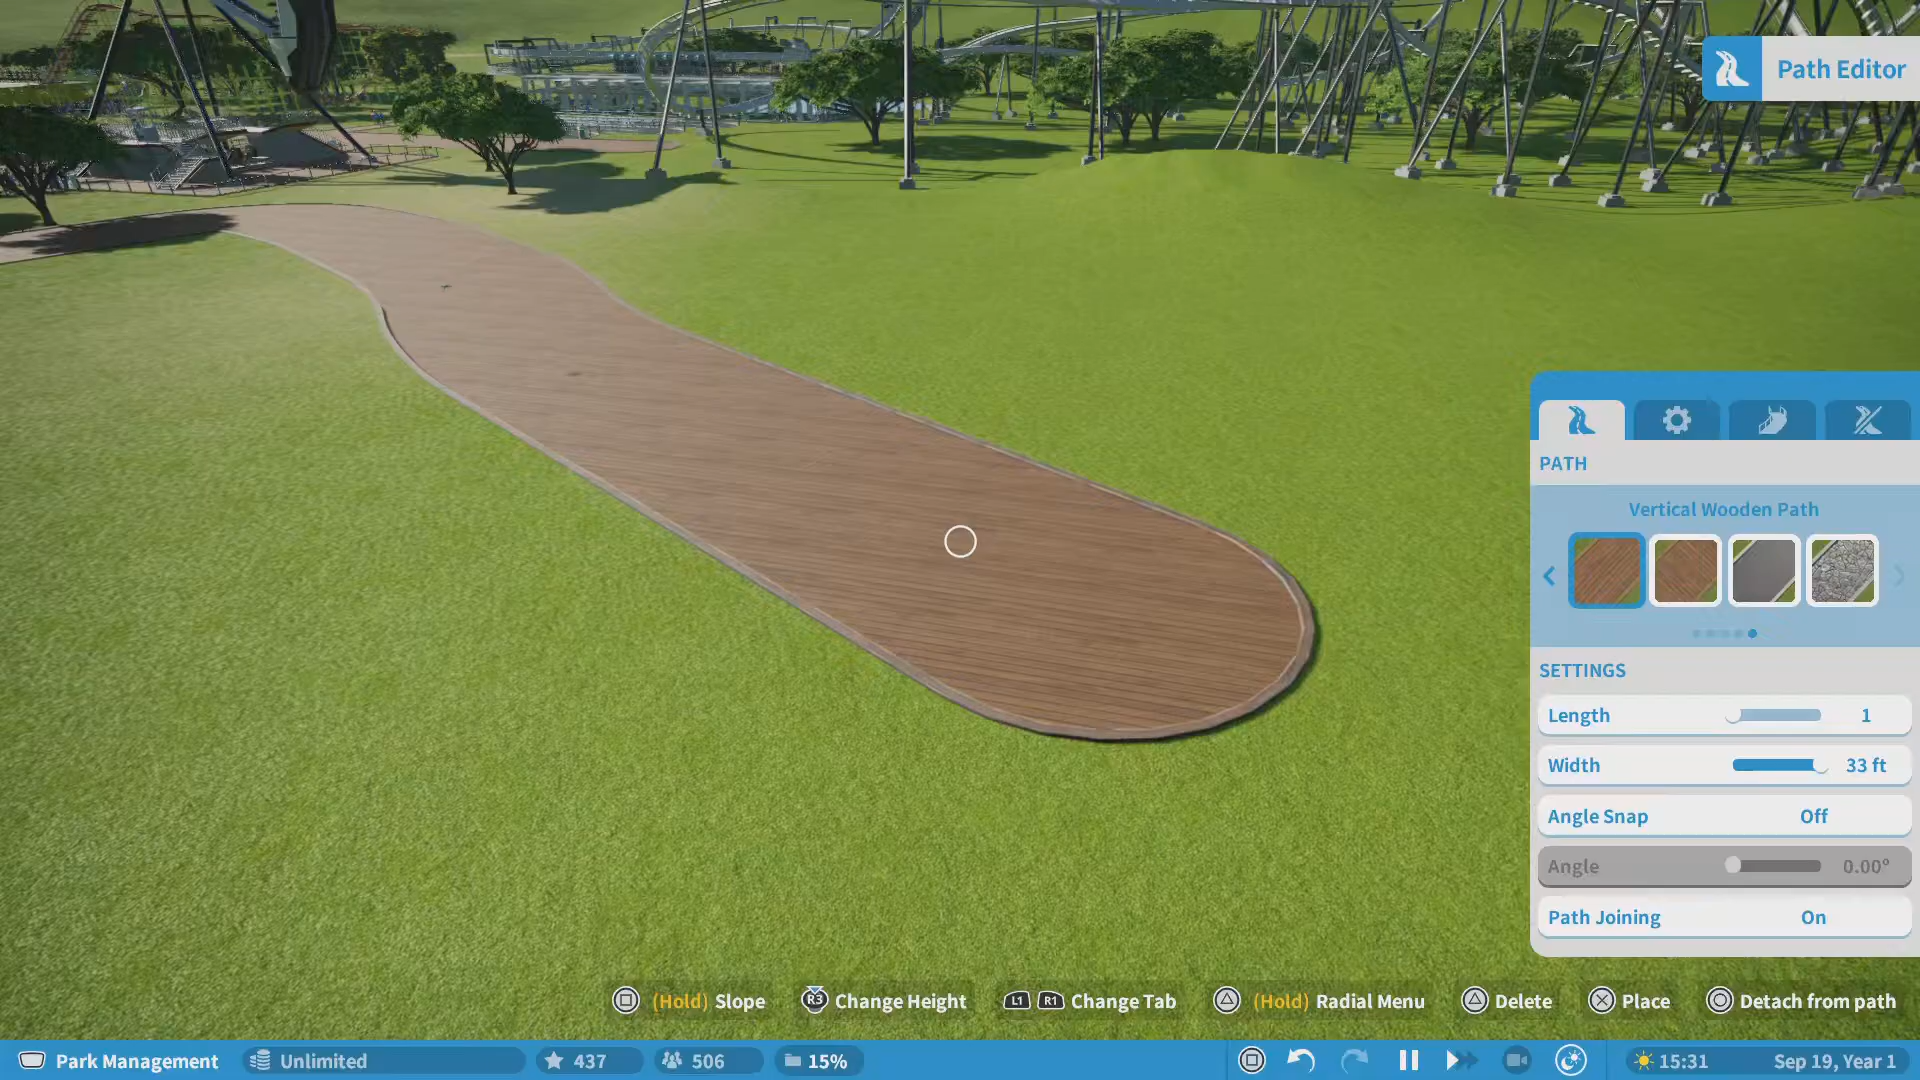 Path Editor
PATH
Vertical Wooden Path
SETTINGS
Length 1
Width 33 ft
Angle Snap Off
Angle 0.00°
Path Joining On
(Hold) Slope R3 Change Height L1 R1 Change Tab (Hold) Radial Menu Delete Place Detach from path
Park Management Unlimited 437 506 15% 15:31 Sep 19, Year 1